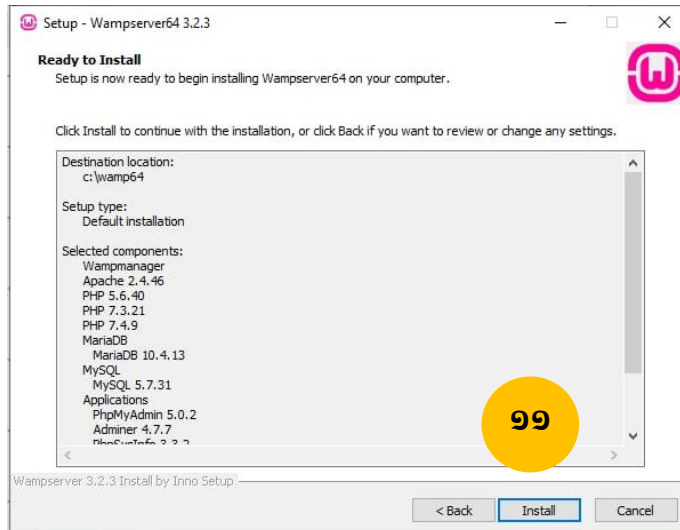 Setup - Wampserver64 3.2.3
Ready to Install
Setup is now ready to begin installing Wampserver64 on your computer.
Click Install to continue with the installation, or click Back if you want to review or change any settings.
Destination location:
c:\wamp64
Setup type:
Default installation
Selected components:
Wampmanager
Apache 2.4.46
PHP 5.6.40
PHP 7.3.21
PHP 7.4.9
MariaDB
MariaDB 10.4.13
MySQL
MySQL 5.7.31
Applications
PhpMyAdmin 5.0.2
Adminer 4.7.7
PhpSysInfo 3.3.2
๑๑
Wampserver 3.2.3 Install by Inno Setup
< Back Install Cancel